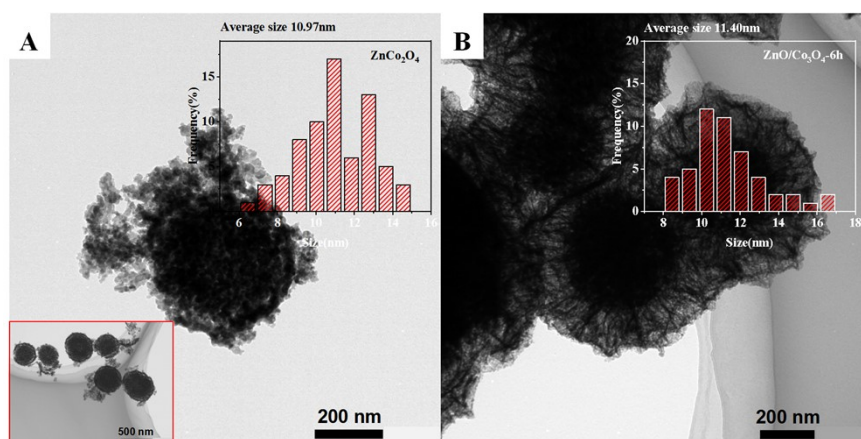 A
Average size 10.97nm
ZnCo₂O₄
Frequency(%)
15
10
6 8 10 12 14 16
Size(nm)
500 nm
200 nm
B
Average size 11.40nm
ZnO/Co₃O₄-6h
Frequency(%)
20
15
10
5
0
8 10 12 14 16 18
Size(nm)
200 nm